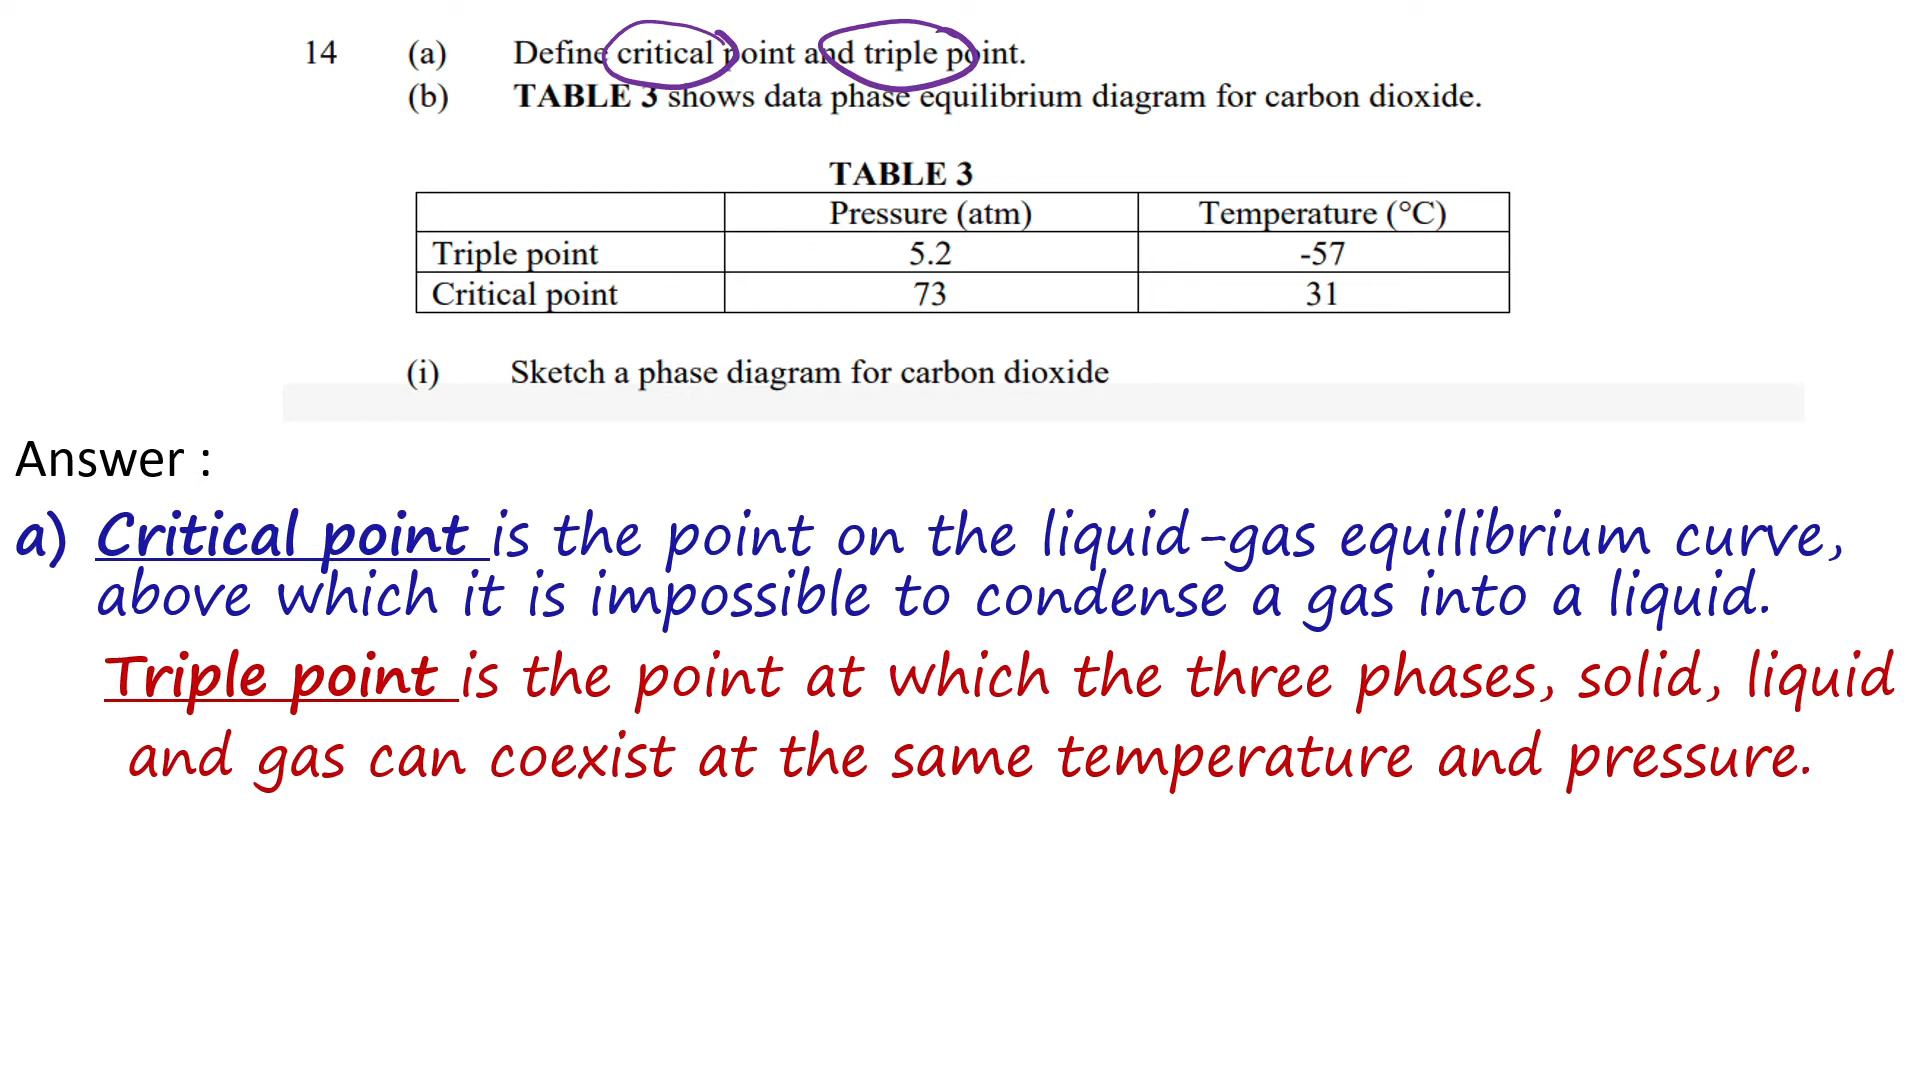 14 (a) Define critical point and triple point.
(b) TABLE 3 shows data phase equilibrium diagram for carbon dioxide.
TABLE 3
Pressure (atm) Temperature (°C)
Triple point 5.2 -57
Critical point 73 31
(i) Sketch a phase diagram for carbon dioxide
Answer :
a) Critical point is the point on the liquid-gas equilibrium curve,
above which it is impossible to condense a gas into a liquid.
Triple point is the point at which the three phases, solid, liquid
and gas can coexist at the same temperature and pressure.